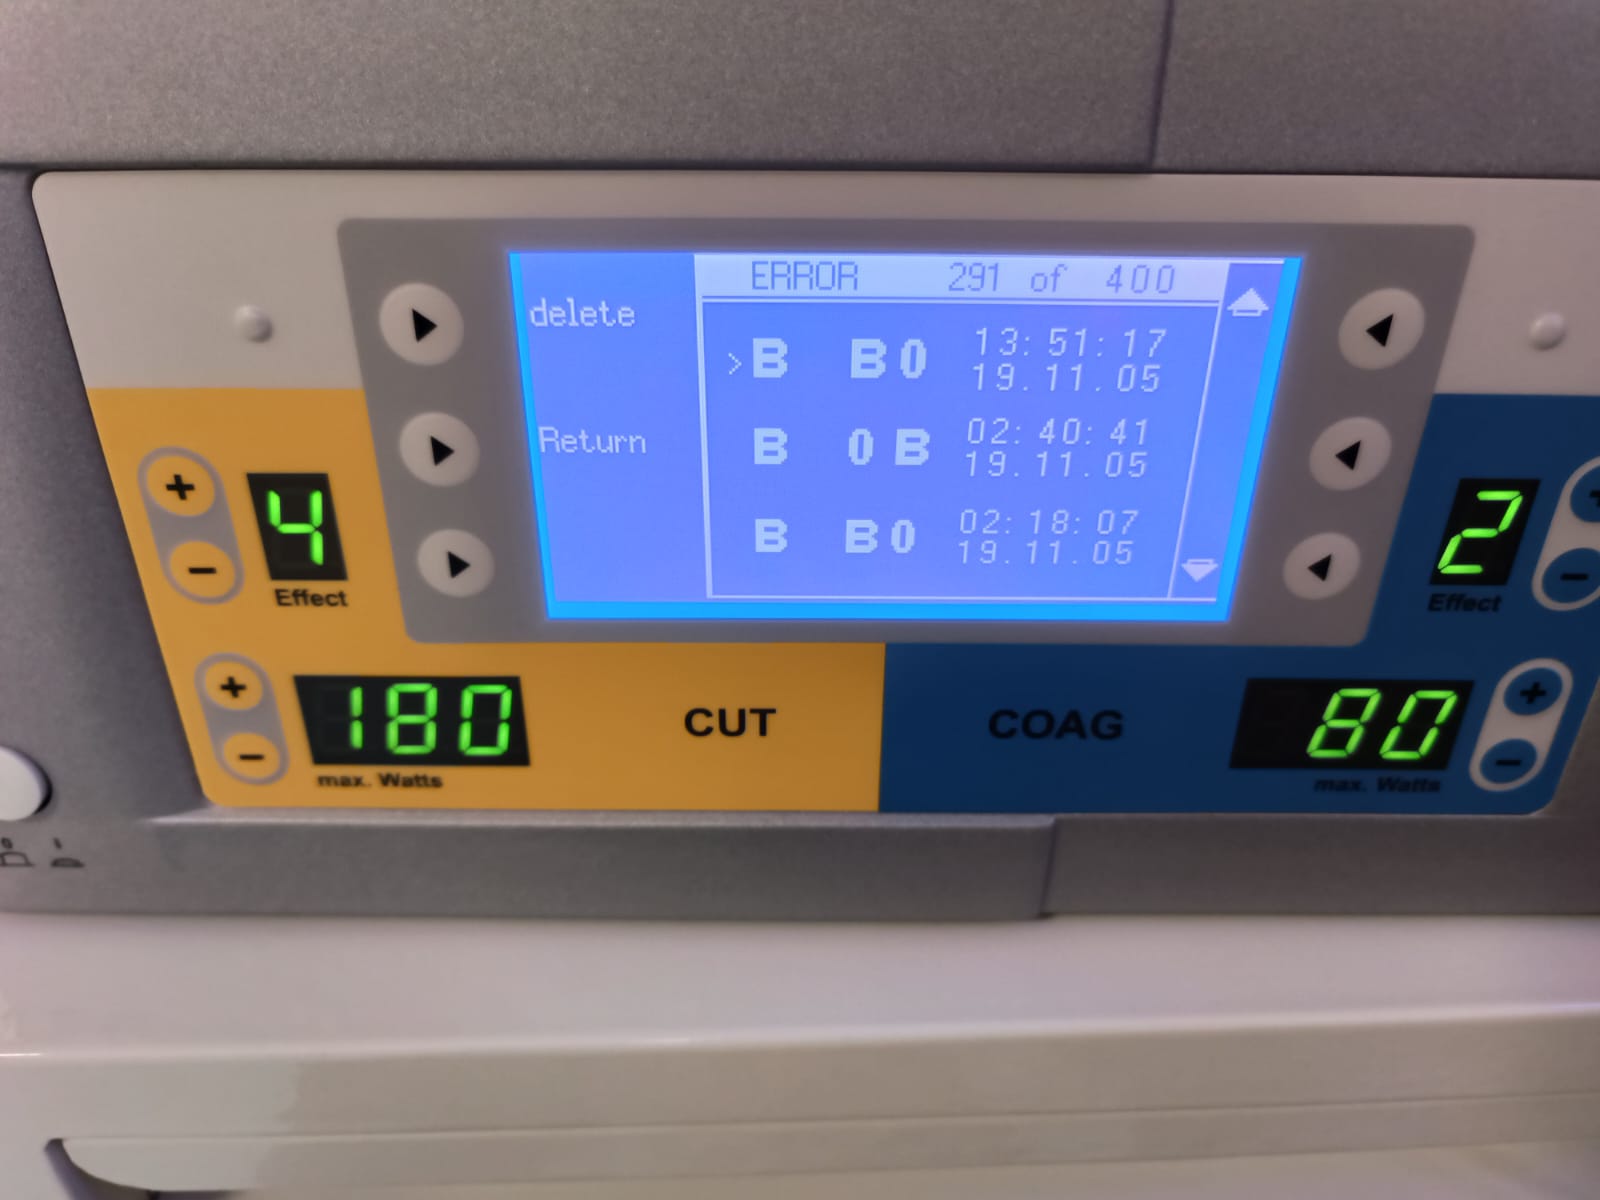 ERROR 291 of 400
delete
>B B0 13:51:17
19.11.05
Return
B 0B 02:40:41
19.11.05
B B0 02:18:07
19.11.05
+
-
4
Effect
2
Effect
+
-
+
-
180
max. Watts
CUT
COAG
80
max. Watts
+
-
0 I